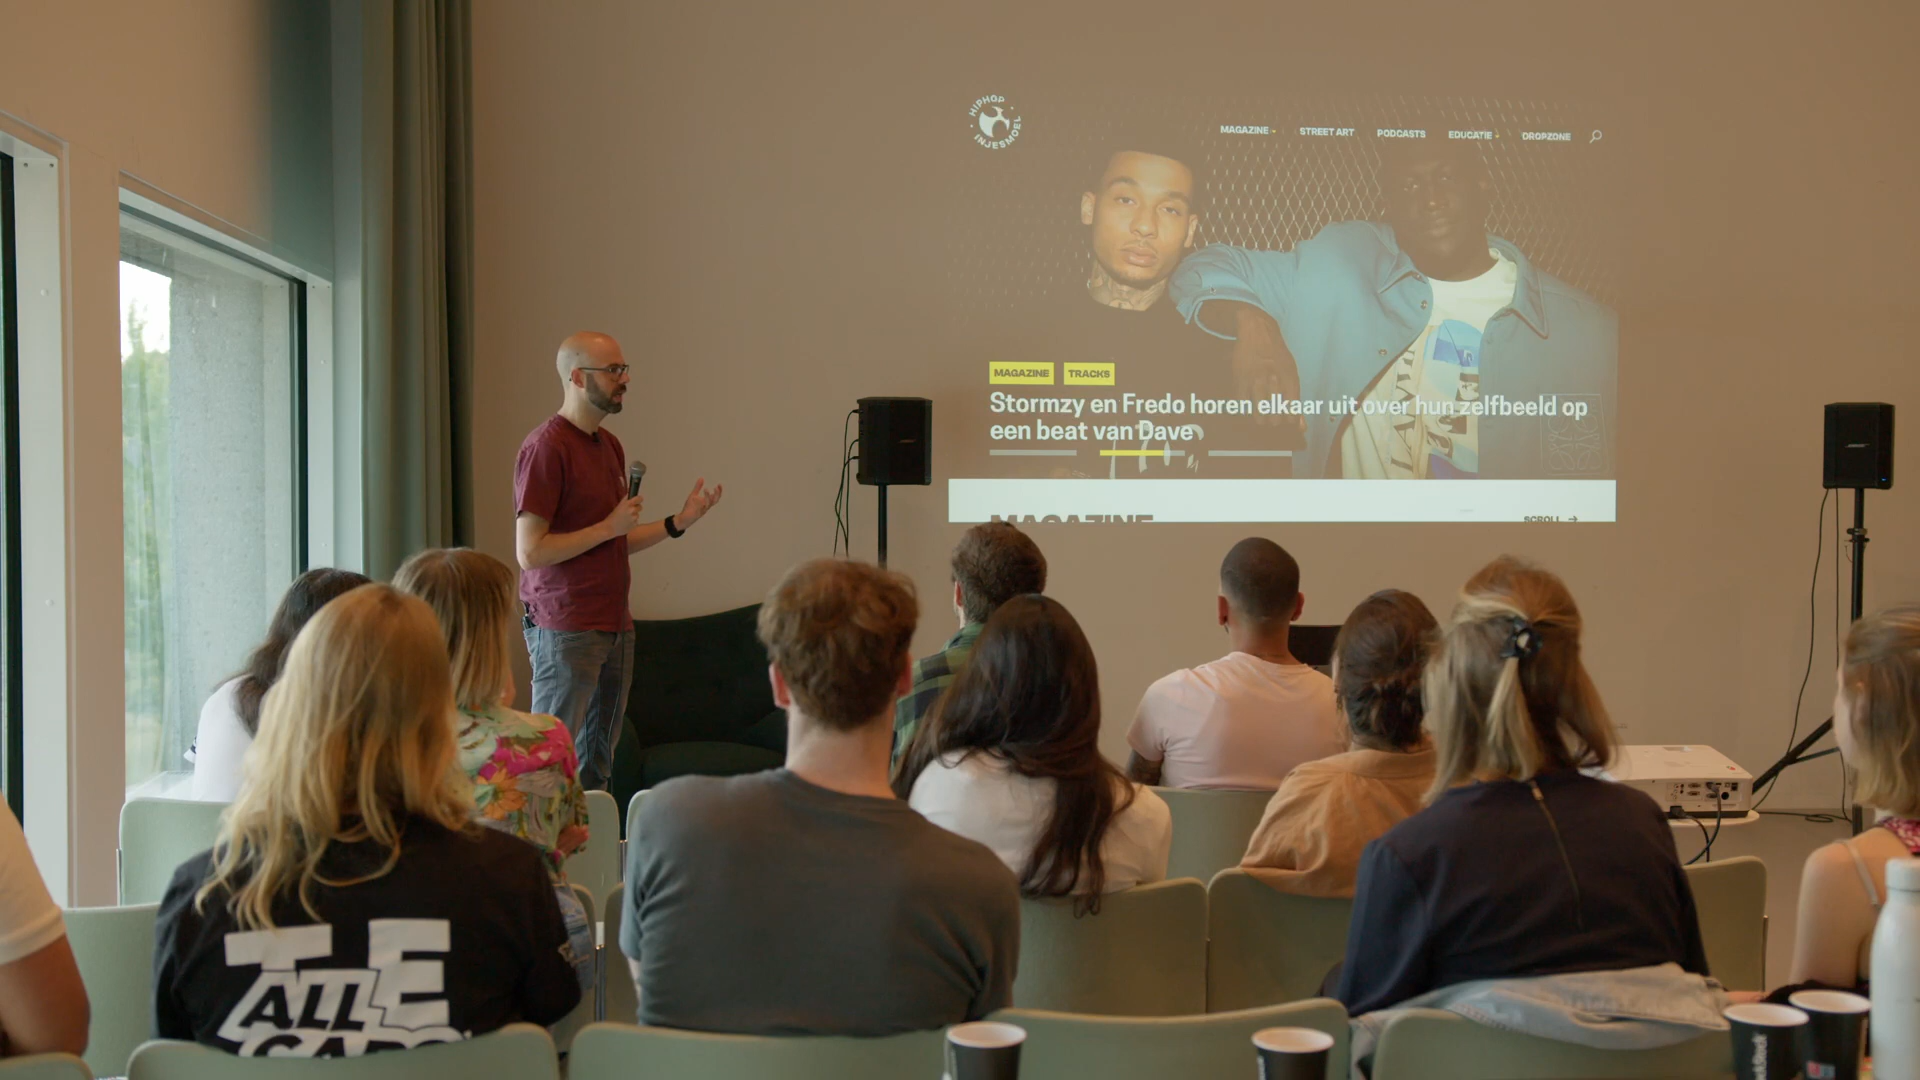 HIPHOP
INJESMOEL
MAGAZINE
STREET ART
PODCASTS
EDUCATIE
DROPZONE
MAGAZINE
TRACKS
Stormzy en Fredo horen elkaar uit over hun zelfbeeld op
een beat van Dave
MAGAZINE
SCROLL →
ALL